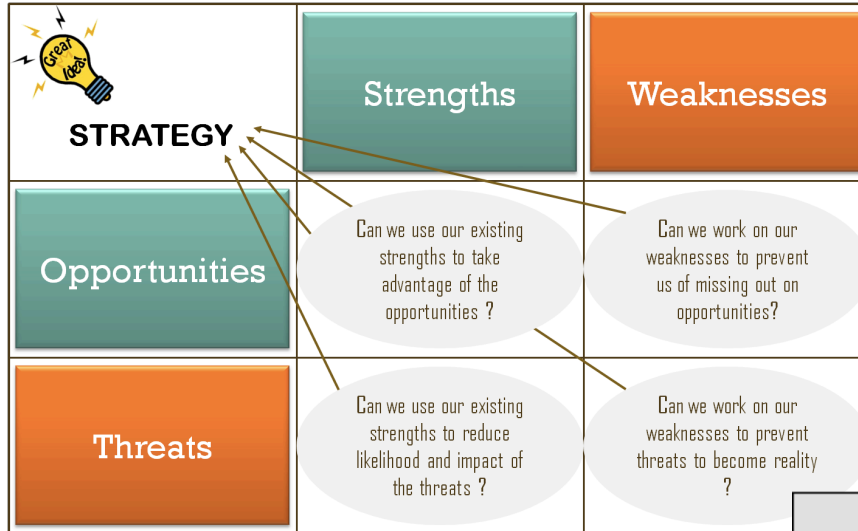 Great
Idea!
STRATEGY
Strengths
Weaknesses
Opportunities
Can we use our existing
strengths to take
advantage of the
opportunities ?
Can we work on our
weaknesses to prevent
us of missing out on
opportunities?
Threats
Can we use our existing
strengths to reduce
likelihood and impact of
the threats ?
Can we work on our
weaknesses to prevent
threats to become reality
?